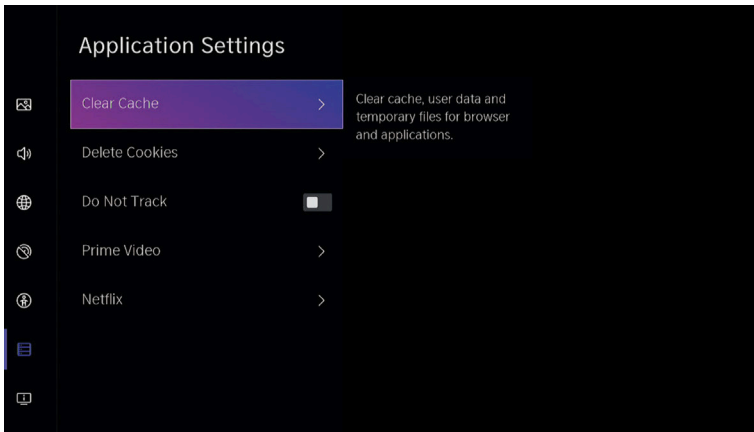 Application Settings
Clear Cache
Clear cache, user data and
temporary files for browser
and applications.
Delete Cookies
Do Not Track
Prime Video
Netflix